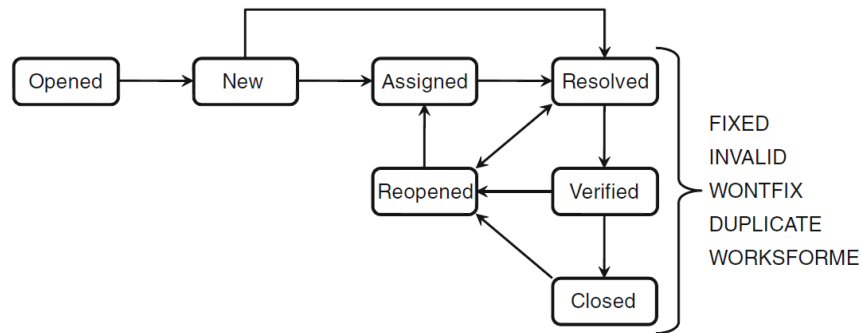 Opened
New
Assigned
Resolved
Reopened
Verified
Closed
FIXED
INVALID
WONTFIX
DUPLICATE
WORKSFORME